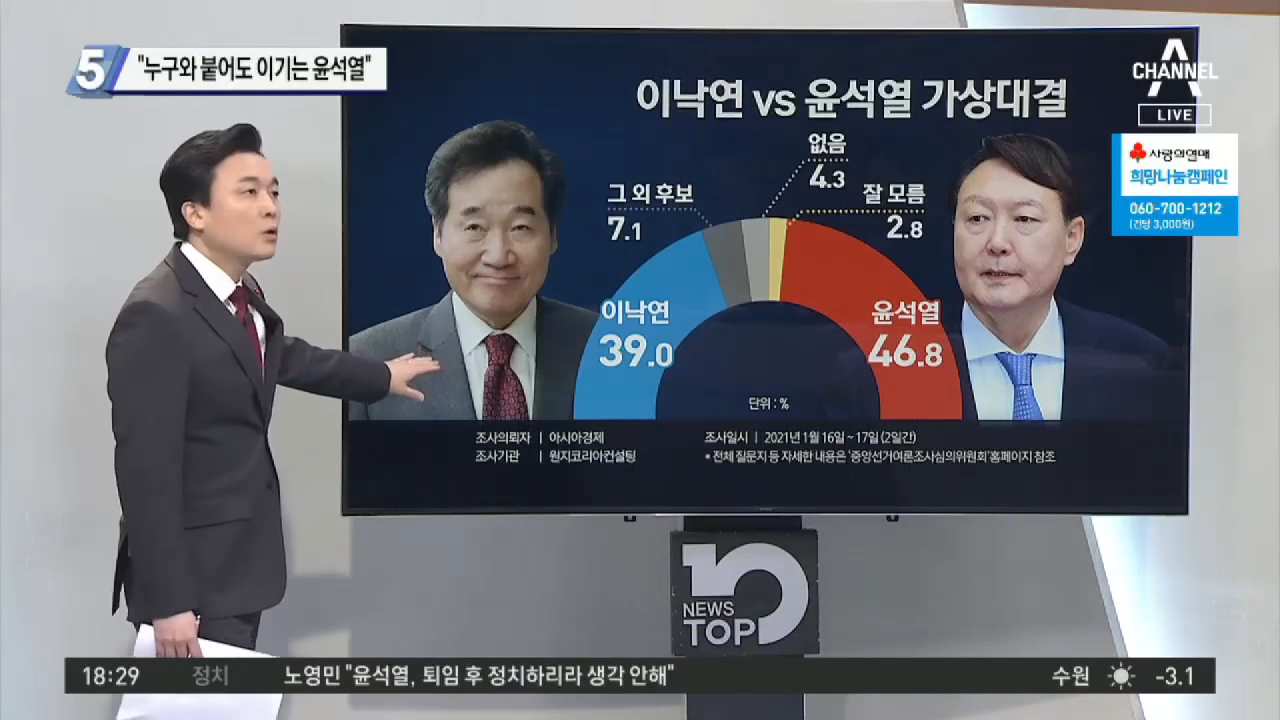 5
"누구와 붙어도 이기는 윤석열"
CHANNEL
LIVE
사랑의열매
희망나눔캠페인
060-700-1212
(건당 3,000원)
이낙연 vs 윤석열 가상대결
없음
4.3
그 외 후보
7.1
잘 모름
2.8
이낙연
39.0
윤석열
46.8
단위 : %
조사의뢰자 | 아시아경제
조사기관 | 윈지코리아컨설팅
조사일시 | 2021년 1월 16일 ~ 17일 (2일간)
* 전체 질문지 등 자세한 내용은 '중앙선거여론조사심의위원회' 홈페이지 참조
10
NEWS
TOP
18:29 정치 노영민 "윤석열, 퇴임 후 정치하리라 생각 안해" 수원 -3.1